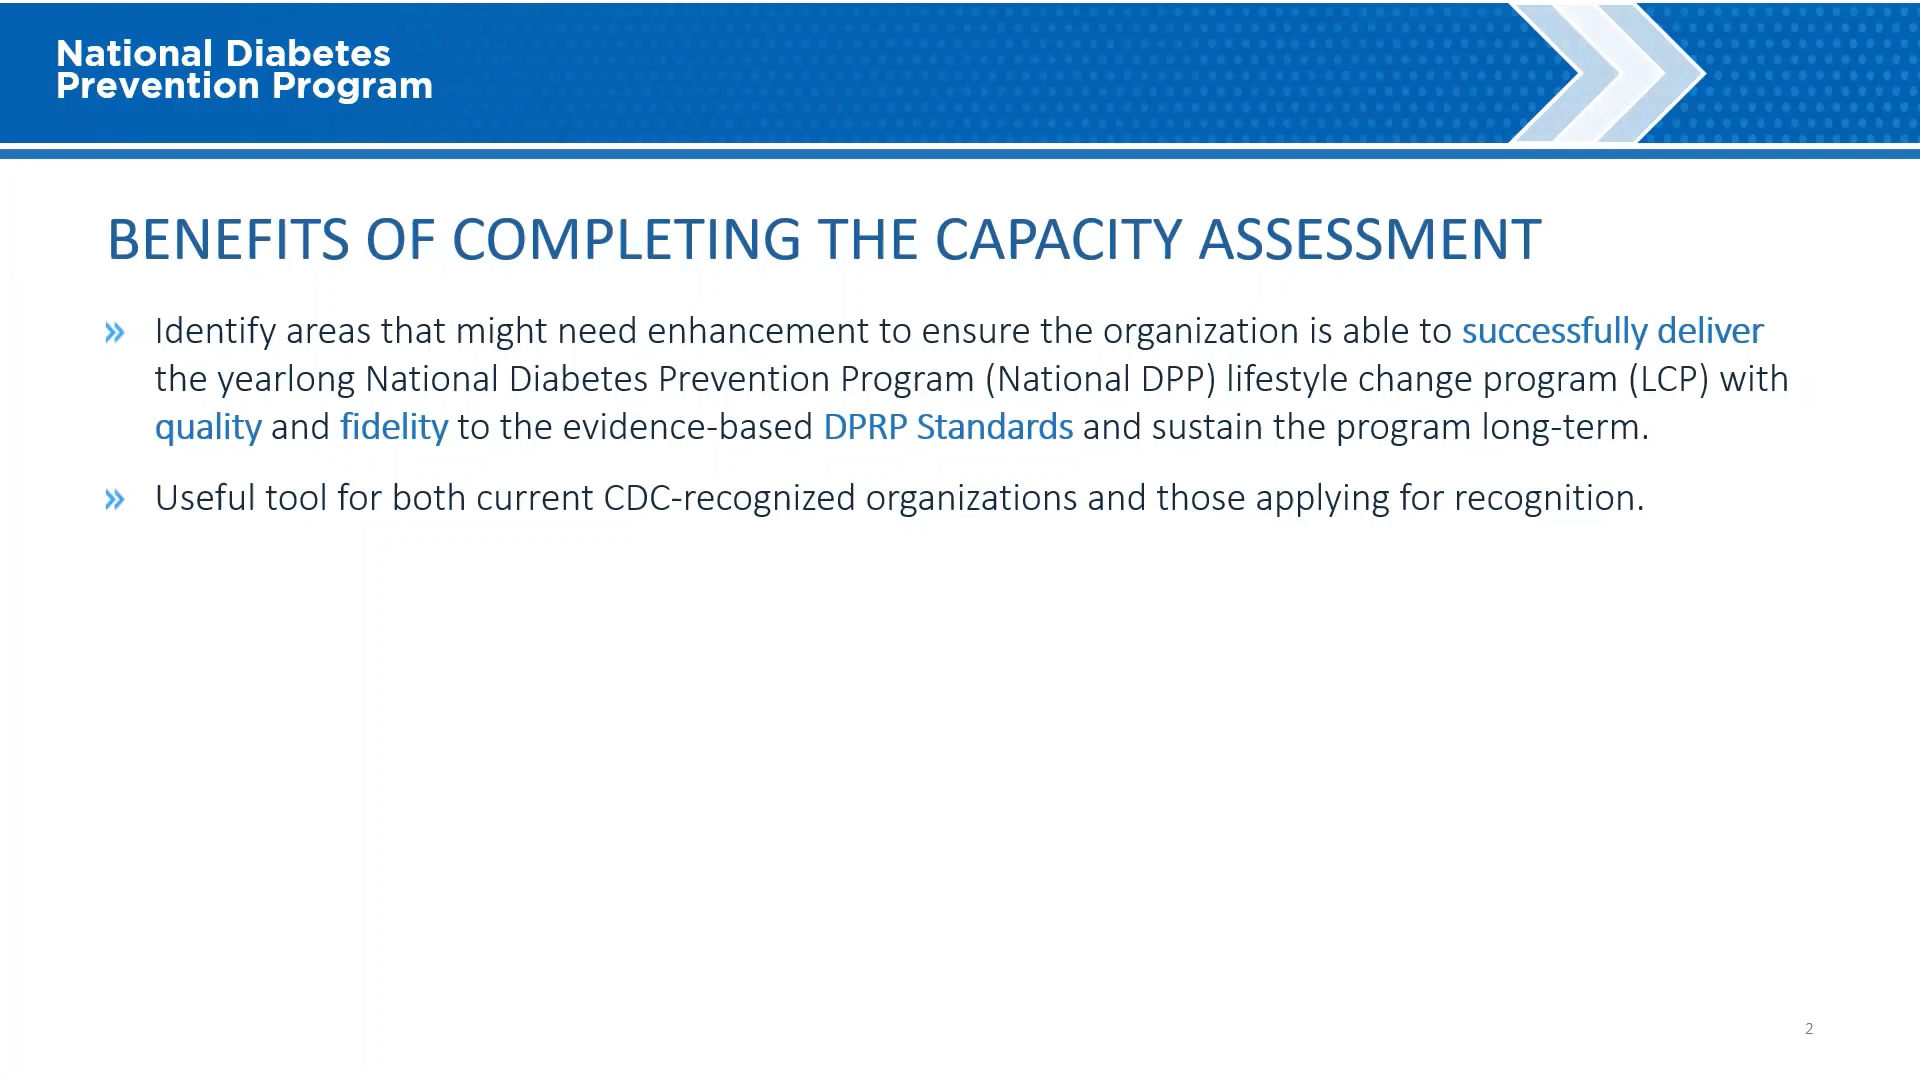 National Diabetes
Prevention Program
BENEFITS OF COMPLETING THE CAPACITY ASSESSMENT
» Identify areas that might need enhancement to ensure the organization is able to successfully deliver
the yearlong National Diabetes Prevention Program (National DPP) lifestyle change program (LCP) with
quality and fidelity to the evidence-based DPRP Standards and sustain the program long-term.
» Useful tool for both current CDC-recognized organizations and those applying for recognition.
2